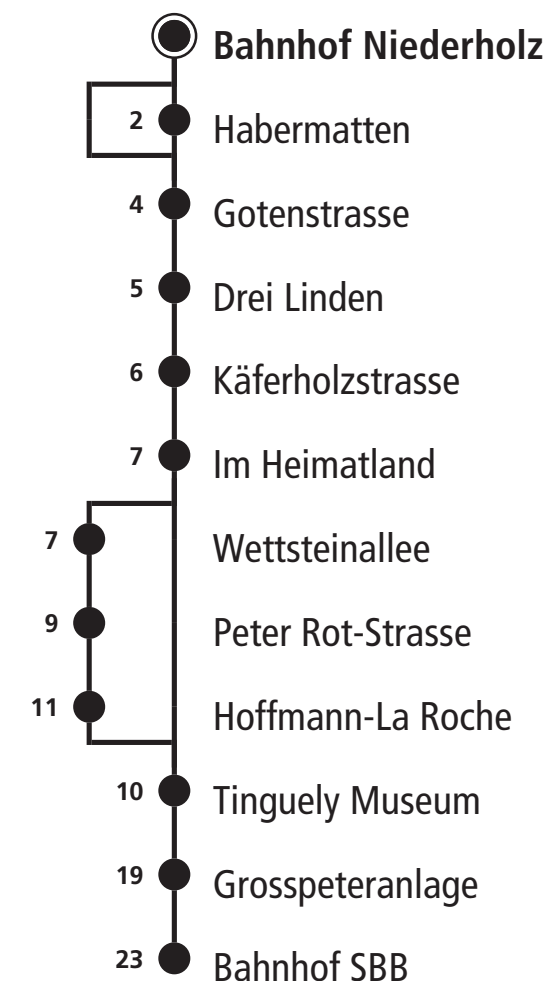 Bahnhof Niederholz
2 Habermatten
4 Gotenstrasse
5 Drei Linden
6 Käferholzstrasse
7 Im Heimatland
7 Wettsteinallee
9 Peter Rot-Strasse
11 Hoffmann-La Roche
10 Tinguely Museum
19 Grosspeteranlage
23 Bahnhof SBB